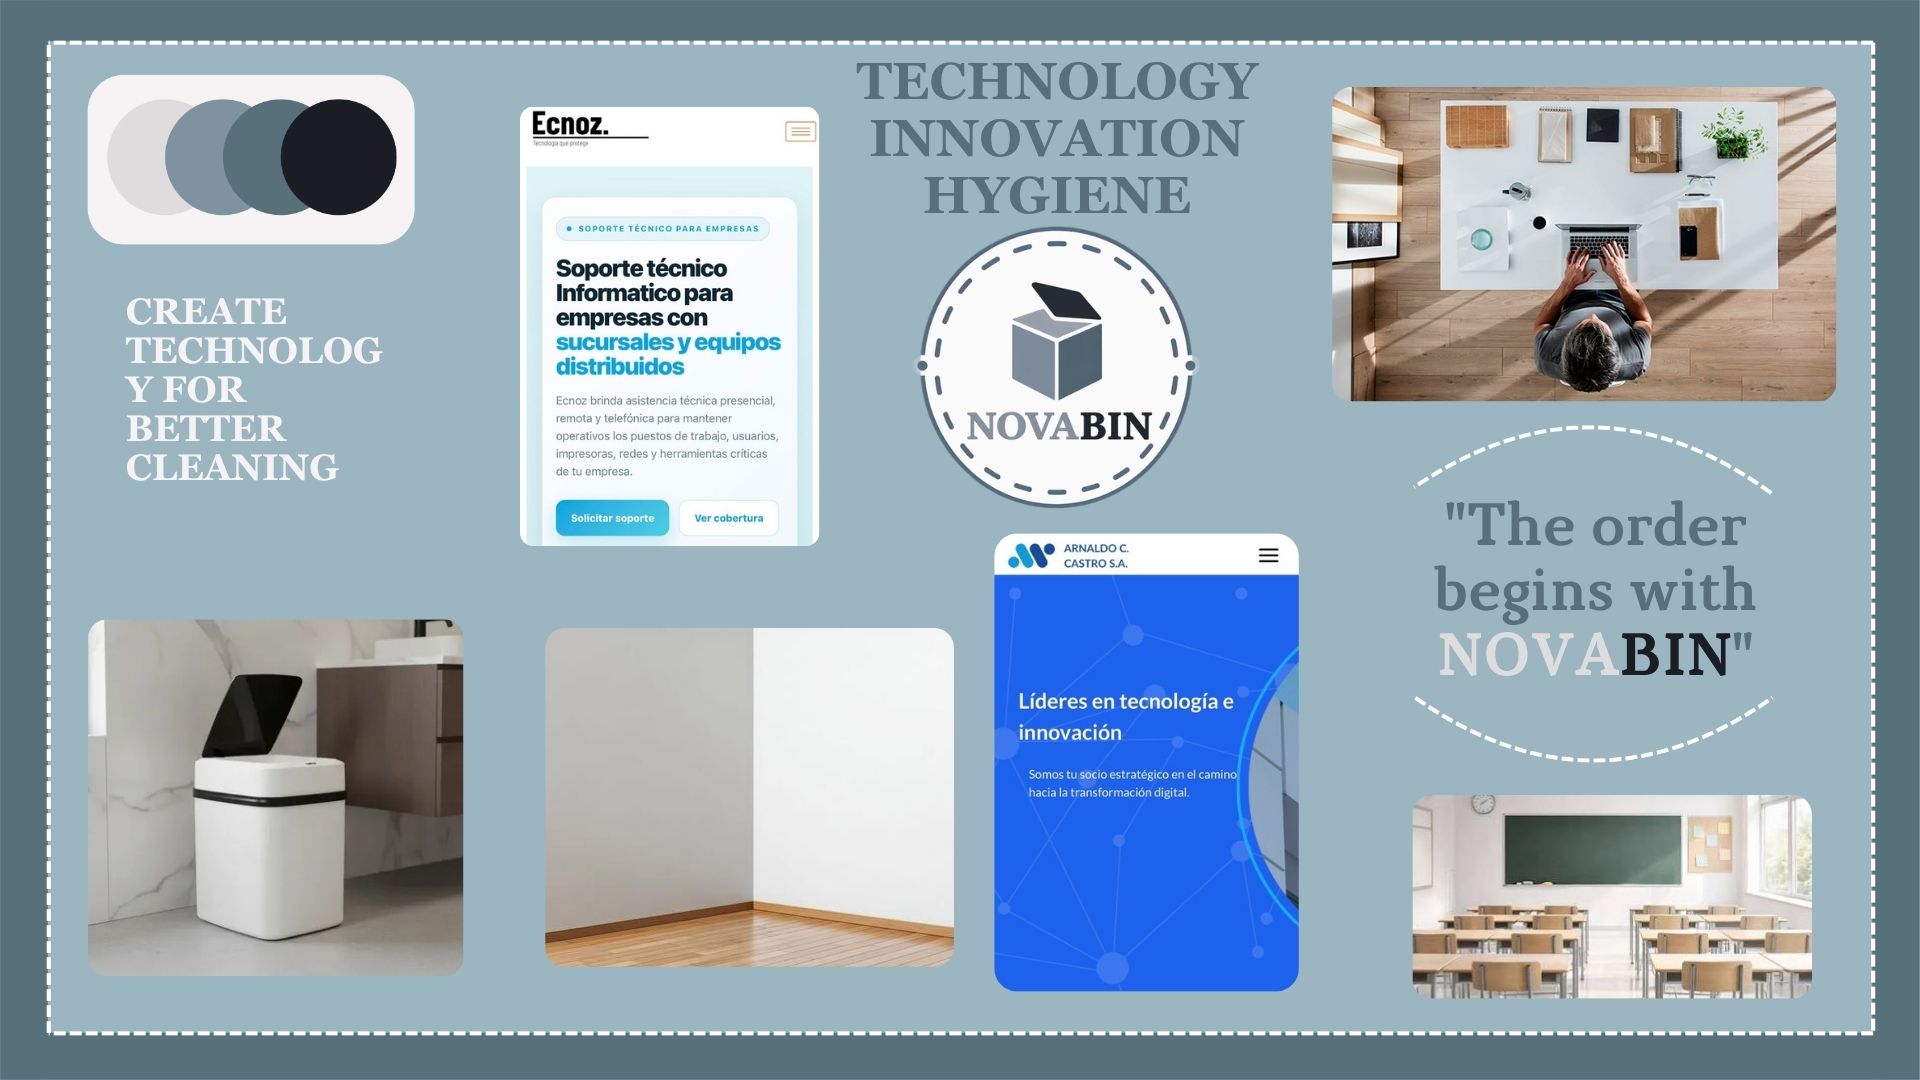 TECHNOLOGY
INNOVATION
HYGIENE
CREATE
TECHNOLOG
Y FOR
BETTER
CLEANING
Ecnoz.
Tecnología que protege
SOPORTE TÉCNICO PARA EMPRESAS
Soporte técnico
Informatico para
empresas con
sucursales y equipos
distribuidos
Ecnoz brinda asistencia técnica presencial,
remota y telefónica para mantener
operativos los puestos de trabajo, usuarios,
impresoras, redes y herramientas críticas
de tu empresa.
Solicitar soporte
Ver cobertura
NOVABIN
"The order
begins with
NOVABIN"
ARNALDO C.
CASTRO S.A.
Líderes en tecnología e
innovación
Somos tu socio estratégico en el camino
hacia la transformación digital.